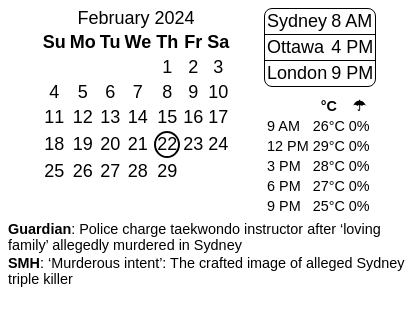 February 2024
Su Mo Tu We Th Fr Sa
1 2 3
4 5 6 7 8 9 10
11 12 13 14 15 16 17
18 19 20 21 22 23 24
25 26 27 28 29
Sydney 8 AM
Ottawa 4 PM
London 9 PM
°C ☂
9 AM 26°C 0%
12 PM 29°C 0%
3 PM 28°C 0%
6 PM 27°C 0%
9 PM 25°C 0%
Guardian: Police charge taekwondo instructor after ‘loving
family’ allegedly murdered in Sydney
SMH: ‘Murderous intent’: The crafted image of alleged Sydney
triple killer